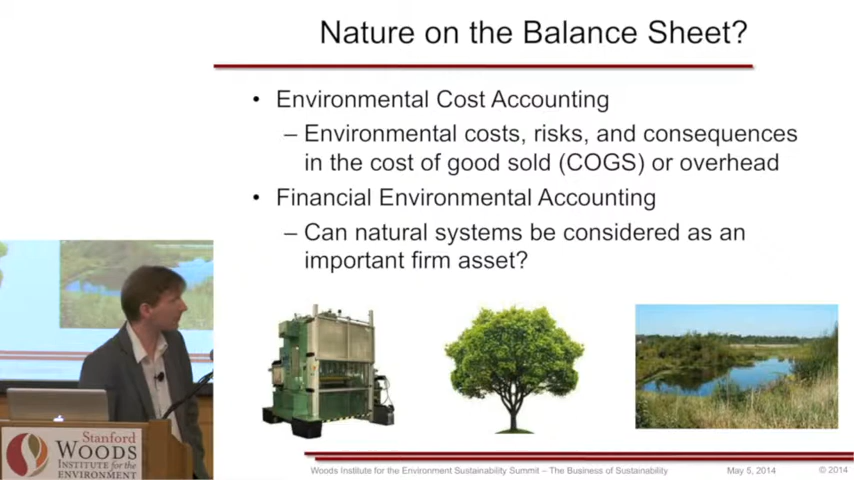 Nature on the Balance Sheet?
• Environmental Cost Accounting
– Environmental costs, risks, and consequences
in the cost of good sold (COGS) or overhead
• Financial Environmental Accounting
– Can natural systems be considered as an
important firm asset?
Stanford
WOODS
INSTITUTE for the
ENVIRONMENT
Woods Institute for the Environment Sustainability Summit – The Business of Sustainability
May 5, 2014
© 2014